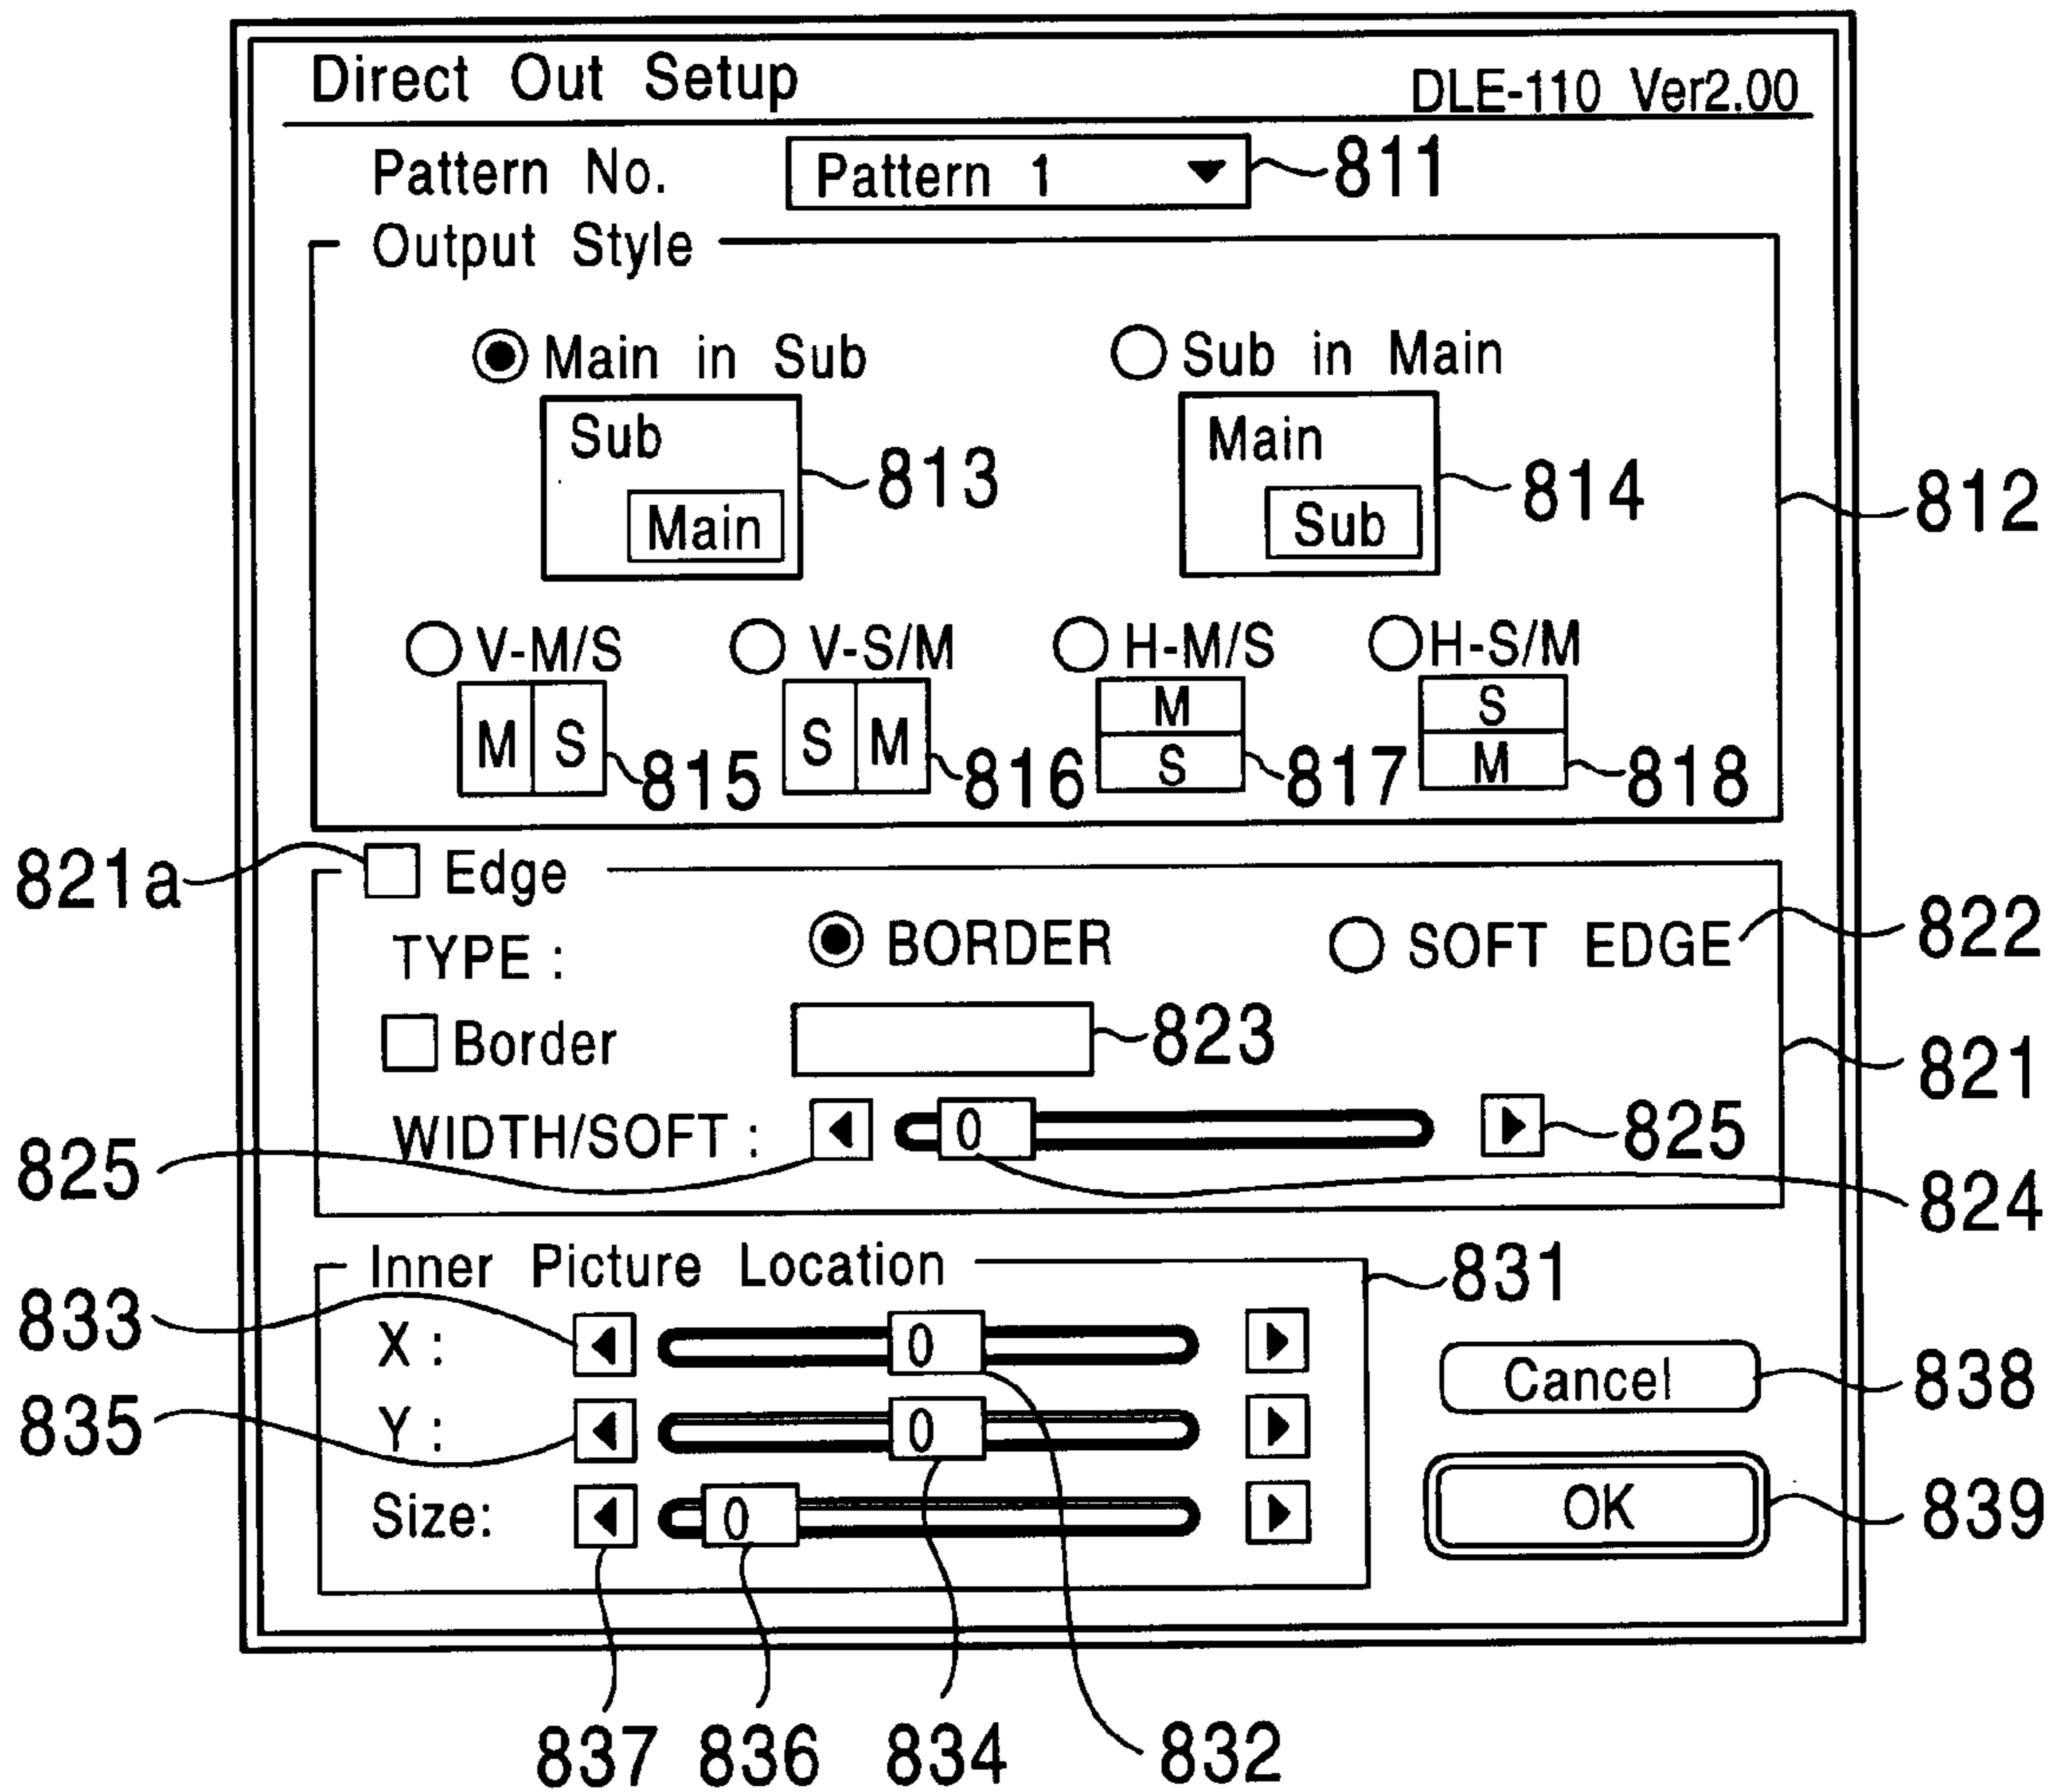 Direct Out Setup
DLE-110 Ver2.00
Pattern No. Pattern 1 811
Output Style
Main in Sub Sub in Main
Sub Main
813 814 812
Main Sub
V-M/S V-S/M H-M/S H-S/M
M S 815 S M 816 M S 817 S M 818
821a Edge
822
TYPE : BORDER SOFT EDGE
Border 823
821
WIDTH/SOFT : 0 825
825
824
Inner Picture Location 831
833
X : 0
838
Cancel
835
Y : 0
Size: 0
OK 839
837 836 834 832